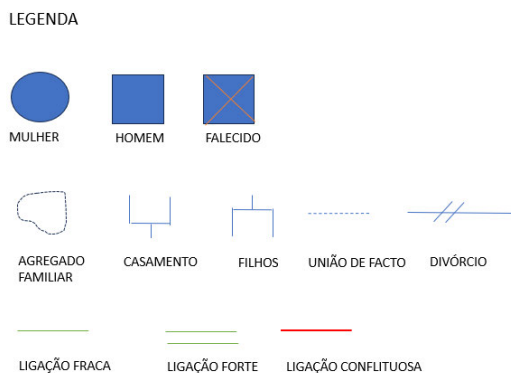 LEGENDA
MULHER HOMEM FALECIDO
AGREGADO FAMILIAR CASAMENTO FILHOS UNIÃO DE FACTO DIVÓRCIO
LIGAÇÃO FRACA LIGAÇÃO FORTE LIGAÇÃO CONFLITUOSA